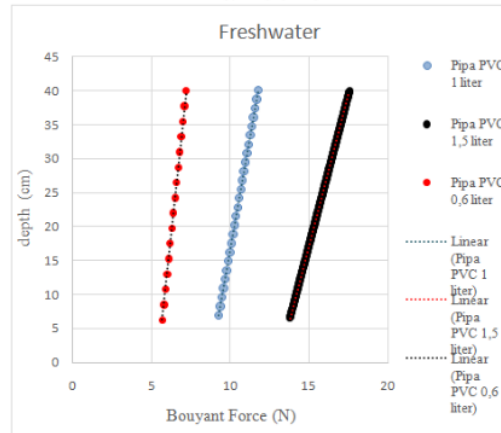 Freshwater
45
40
35
30
25
20
15
10
5
0
depth (cm)
0 5 10 15 20
Bouyant Force (N)
Pipa PVC
1 liter
Pipa PVC
1,5 liter
Pipa PVC
0,6 liter
Linear
(Pipa
PVC 1
liter)
Linear
(Pipa
PVC 1,5
liter)
Linear
(Pipa
PVC 0,6
liter)